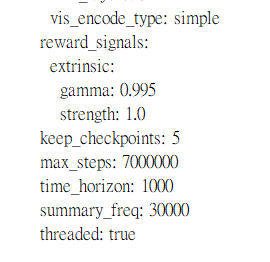 vis_encode_type: simple
reward_signals:
extrinsic:
gamma: 0.995
strength: 1.0
keep_checkpoints: 5
max_steps: 7000000
time_horizon: 1000
summary_freq: 30000
threaded: true